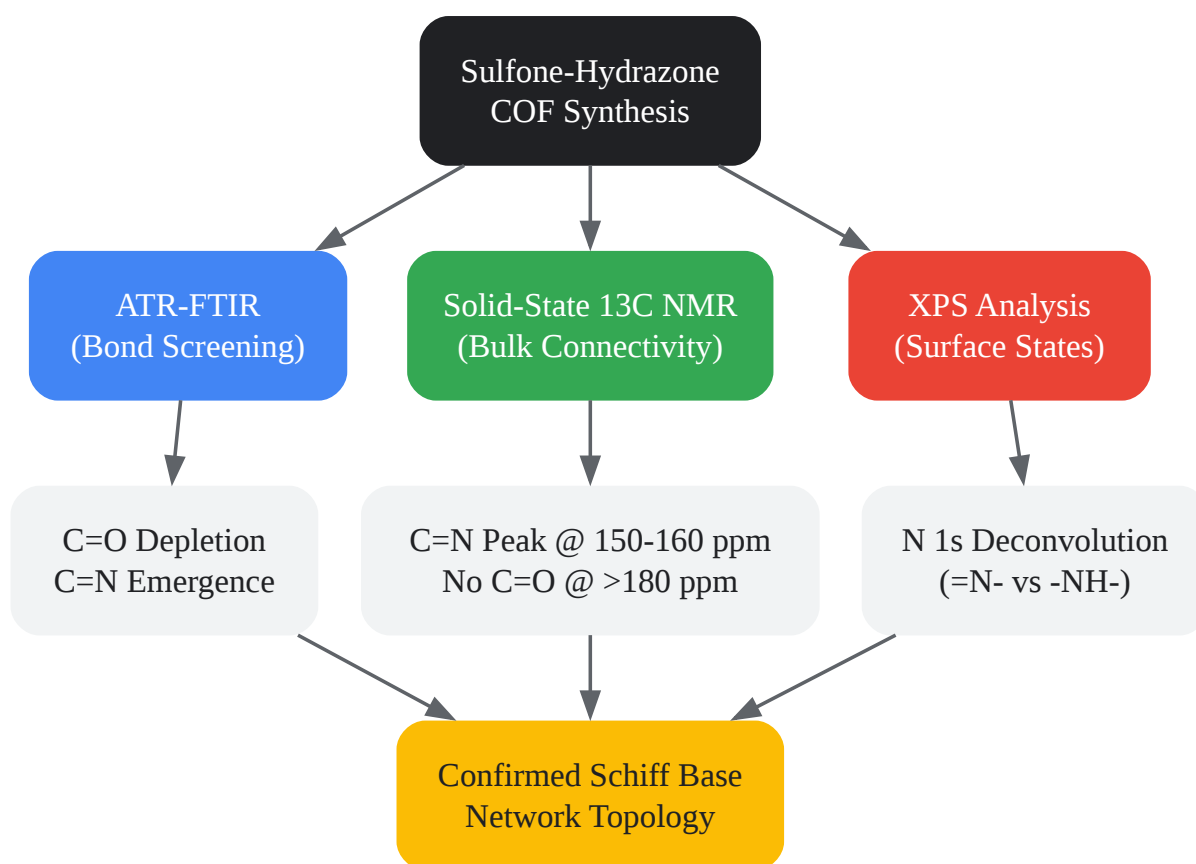 Sulfone-Hydrazone
COF Synthesis
ATR-FTIR
(Bond Screening)
Solid-State 13C NMR
(Bulk Connectivity)
XPS Analysis
(Surface States)
C=O Depletion
C=N Emergence
C=N Peak @ 150-160 ppm
No C=O @ >180 ppm
N 1s Deconvolution
(=N- vs -NH-)
Confirmed Schiff Base
Network Topology